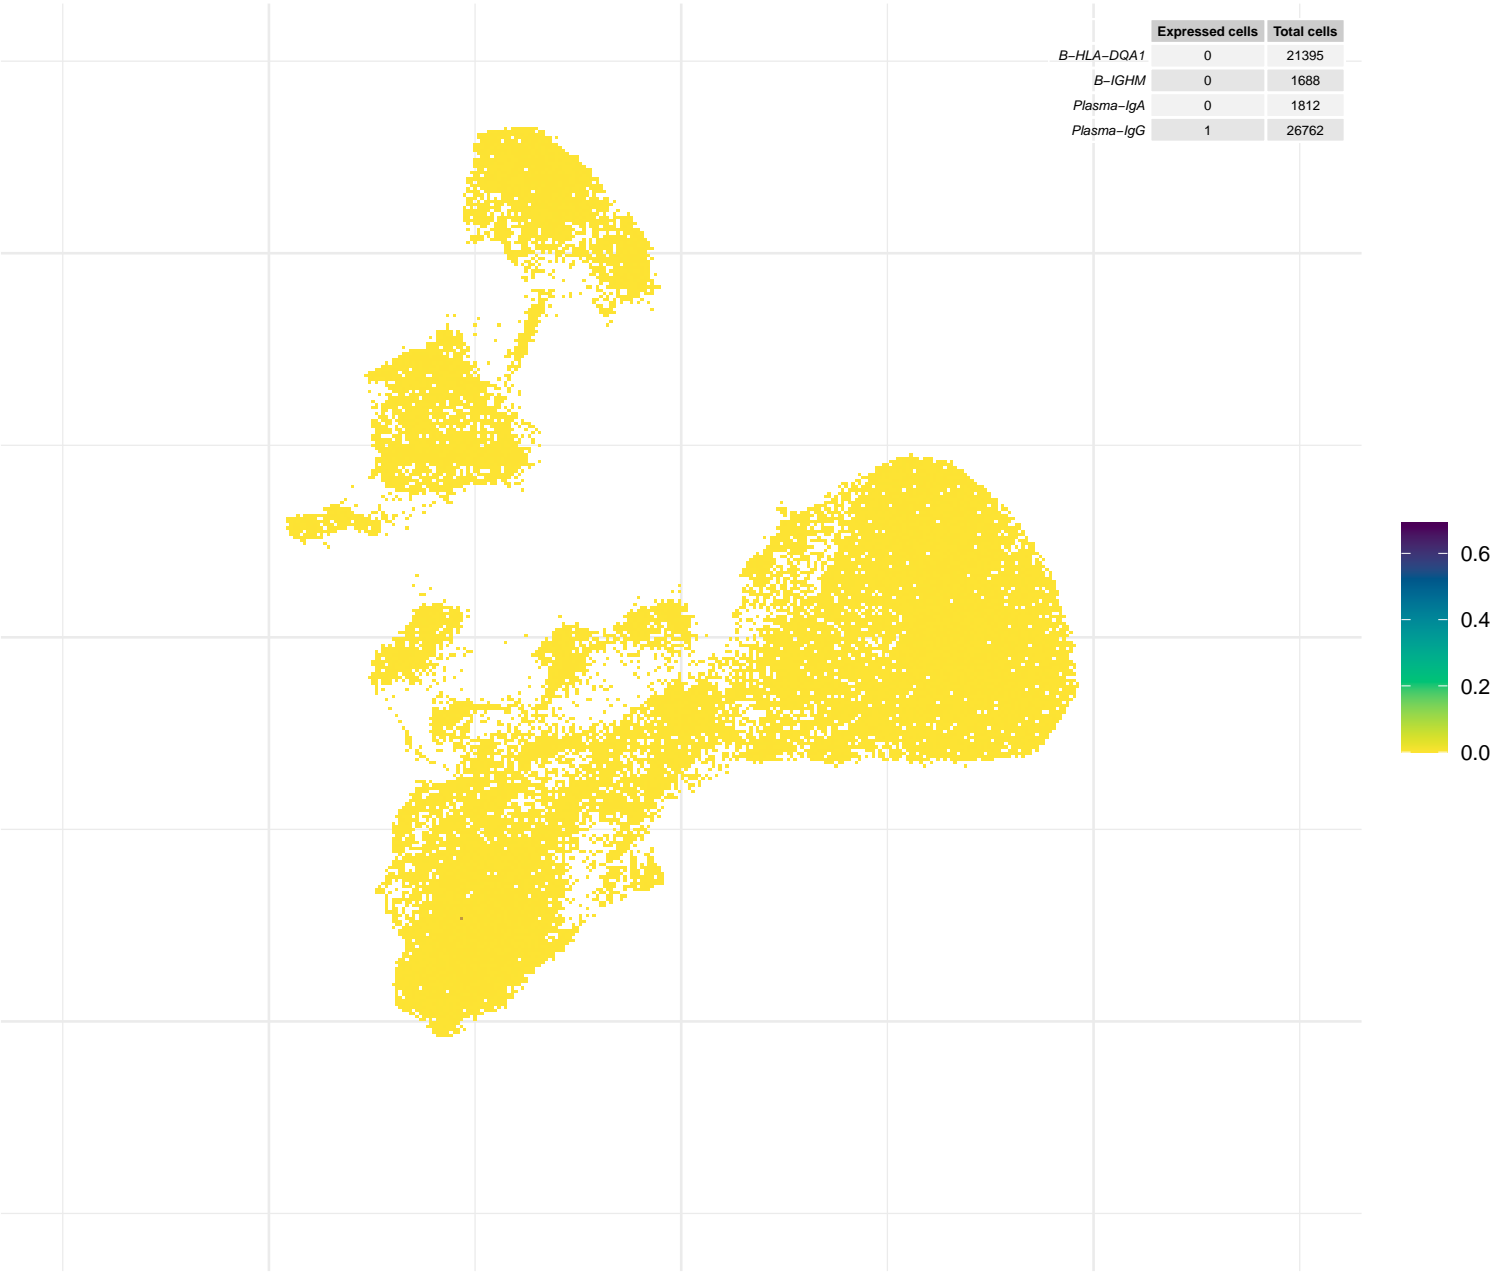 Expressed cells Total cells
B−HLA−DQA1 0 21395
B−IGHM 0 1688
Plasma−IgA 0 1812
Plasma−IgG 1 26762
0.6
0.4
0.2
0.0